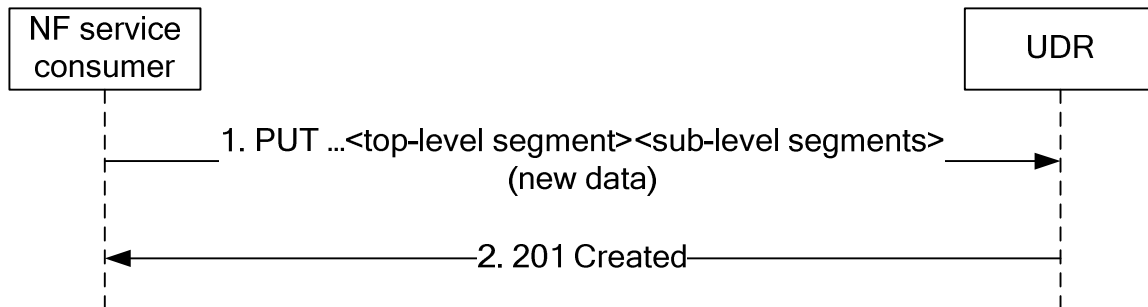 NF service
consumer
UDR
1. PUT ...<top-level segment><sub-level segments>
(new data)
2. 201 Created